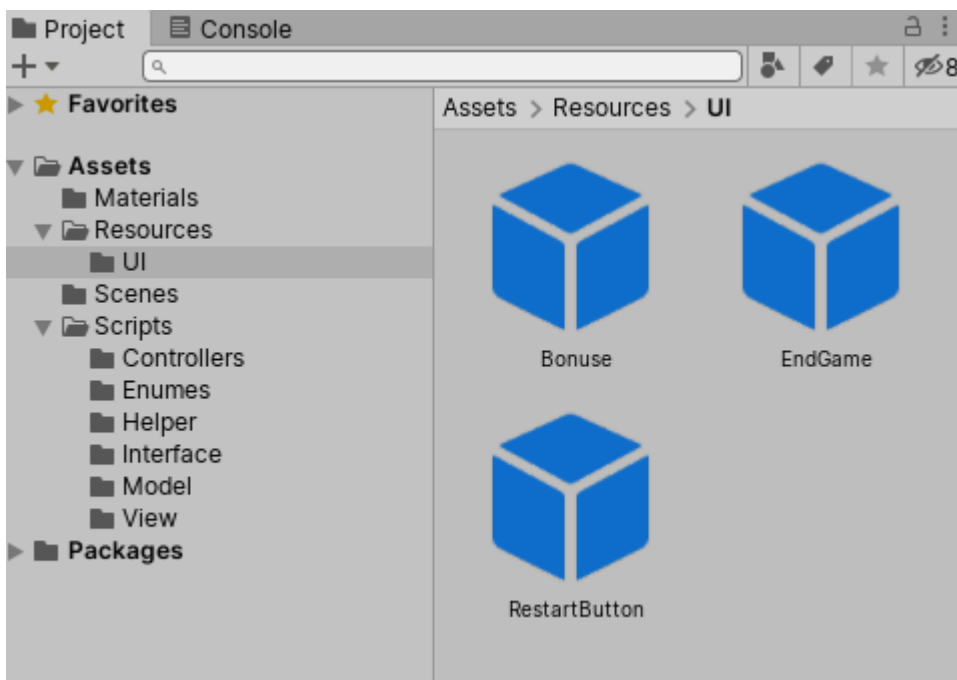 Project
Console
8
Favorites
Assets > Resources > UI
Assets
Materials
Resources
UI
Scenes
Scripts
Controllers
Enumes
Helper
Interface
Model
View
Packages
Bonuse
EndGame
RestartButton